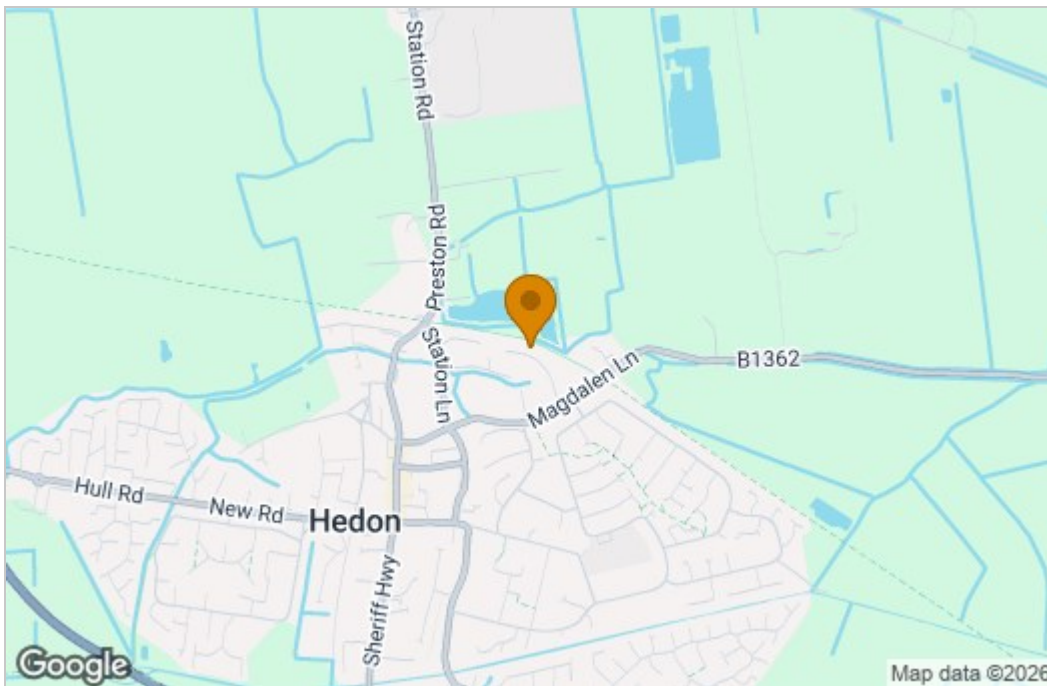 Station Rd
Preston Rd
Station Ln
Magdalen Ln
B1362
Hull Rd
New Rd
Hedon
Sheriff Hwy
Google
Map data ©2026